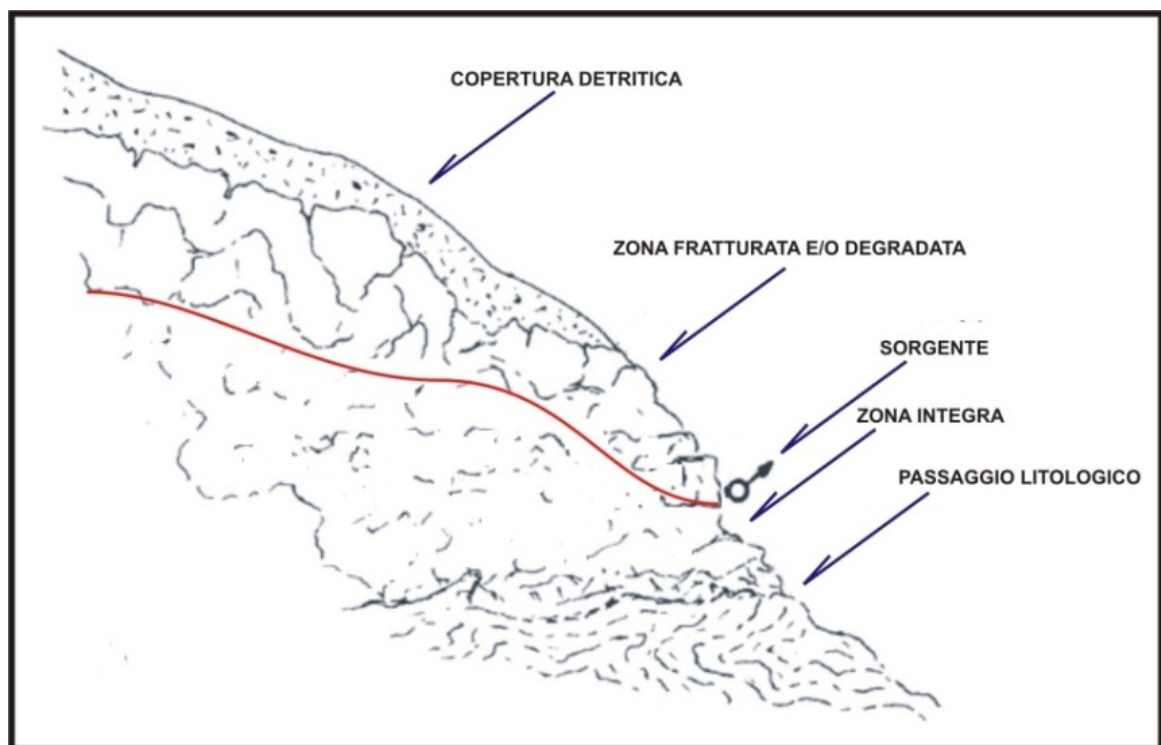 COPERTURA DETRITICA
ZONA FRATTURATA E/O DEGRADATA
SORGENTE
ZONA INTEGRA
PASSAGGIO LITOLOGICO